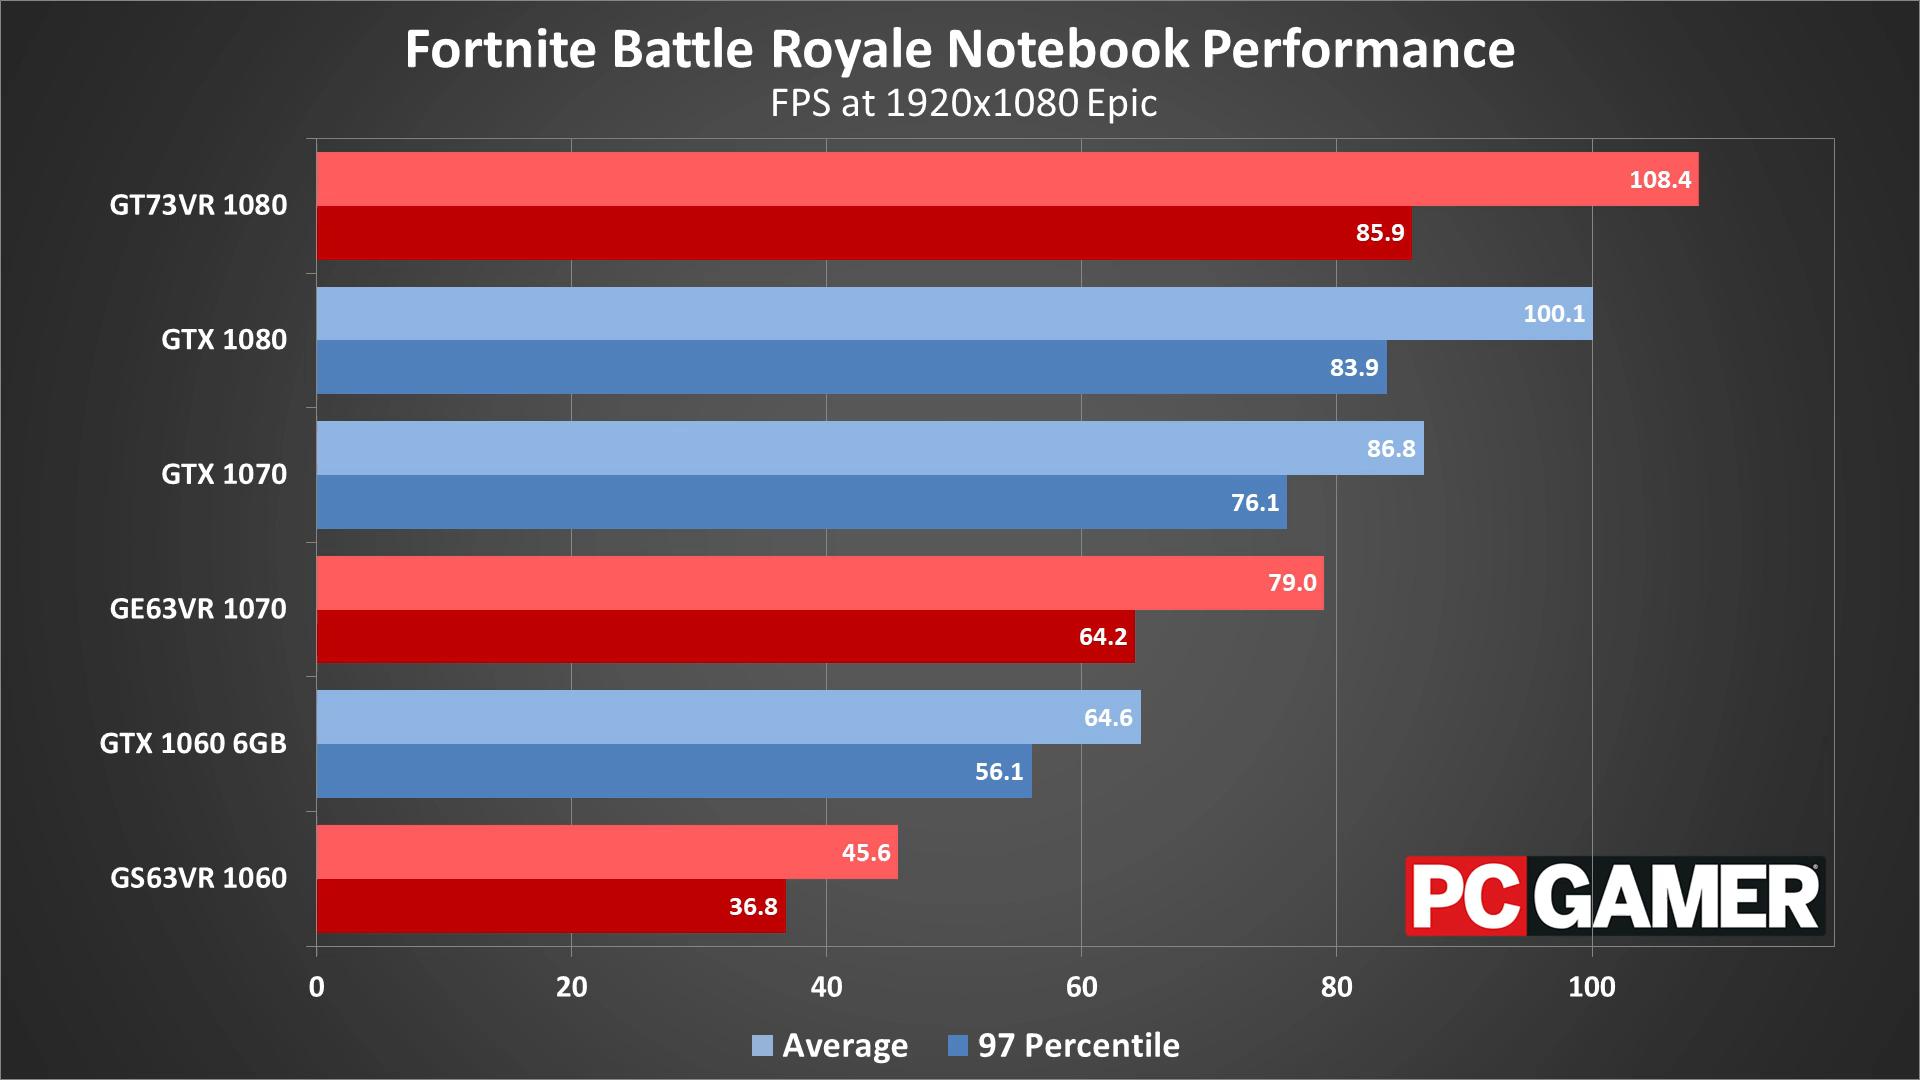 Fortnite Battle Royale Notebook Performance
FPS at 1920x1080 Epic
GT73VR 1080
108.4
85.9
GTX 1080
100.1
83.9
GTX 1070
86.8
76.1
GE63VR 1070
79.0
64.2
GTX 1060 6GB
64.6
56.1
GS63VR 1060
45.6
36.8
PC GAMER
0 20 40 60 80 100
Average 97 Percentile